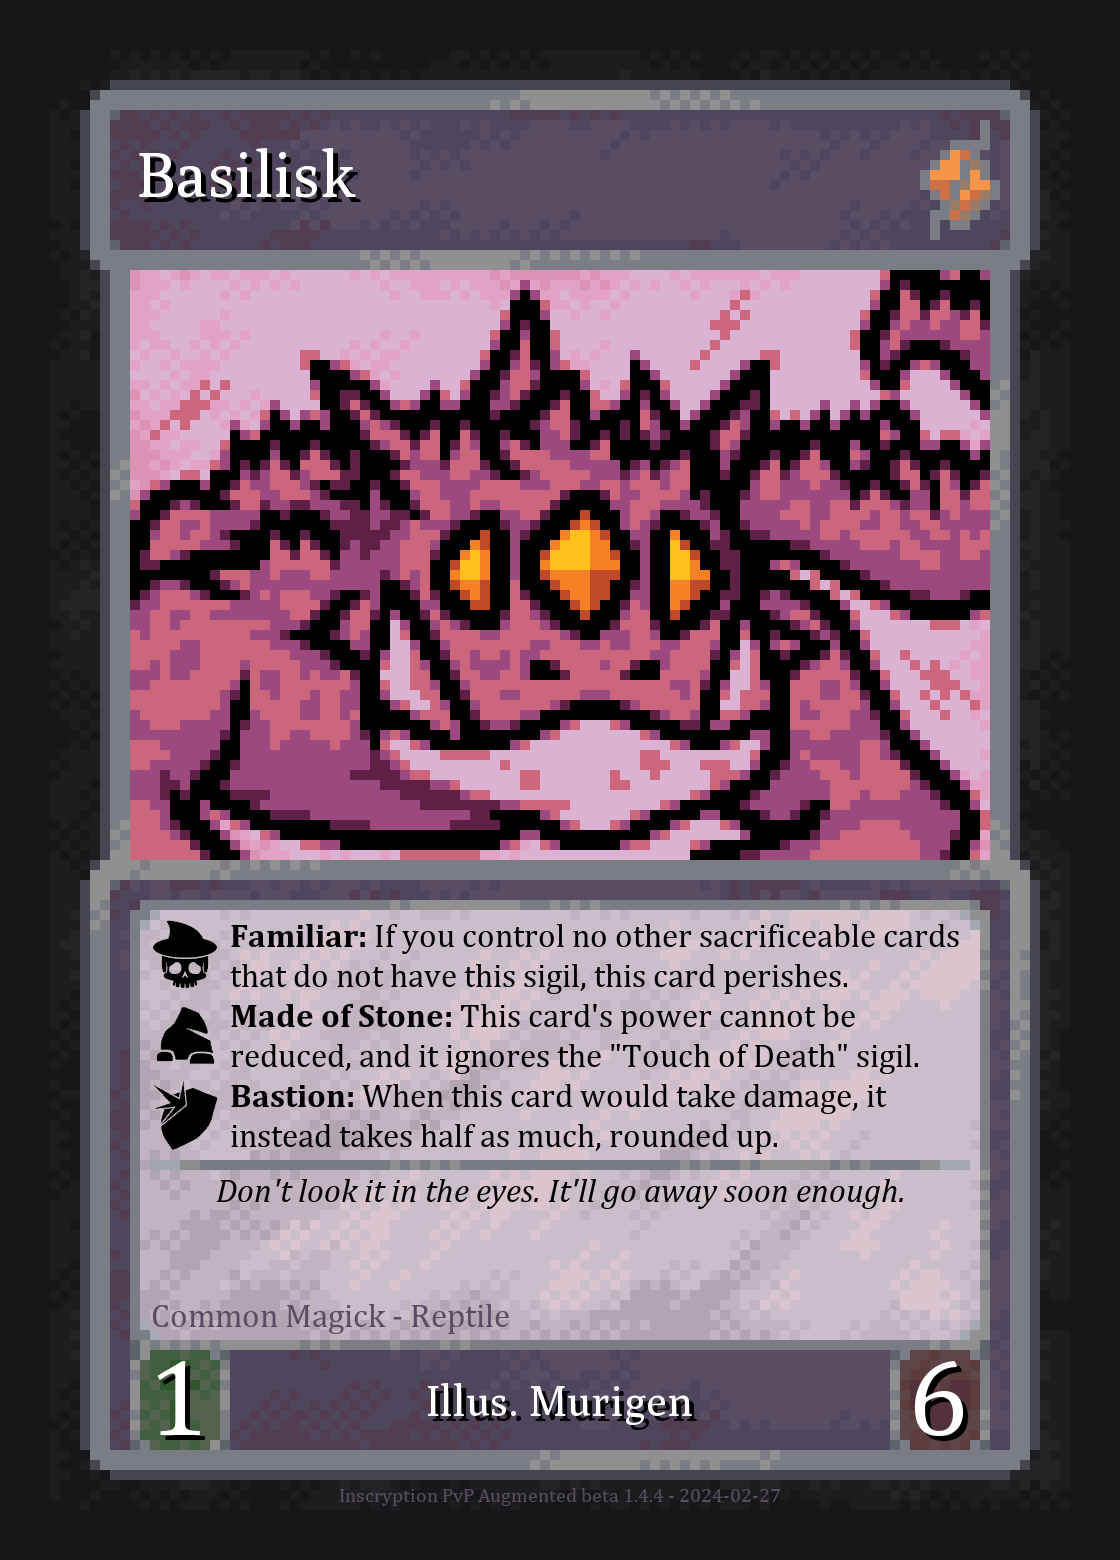 Basilisk
Familiar: If you control no other sacrificeable cards
that do not have this sigil, this card perishes.
Made of Stone: This card's power cannot be
reduced, and it ignores the "Touch of Death" sigil.
Bastion: When this card would take damage, it
instead takes half as much, rounded up.
Don't look it in the eyes. It'll go away soon enough.
Common Magick - Reptile
1
Illus. Murigen
6
Inscryption PvP Augmented beta 1.4.4 - 2024-02-27